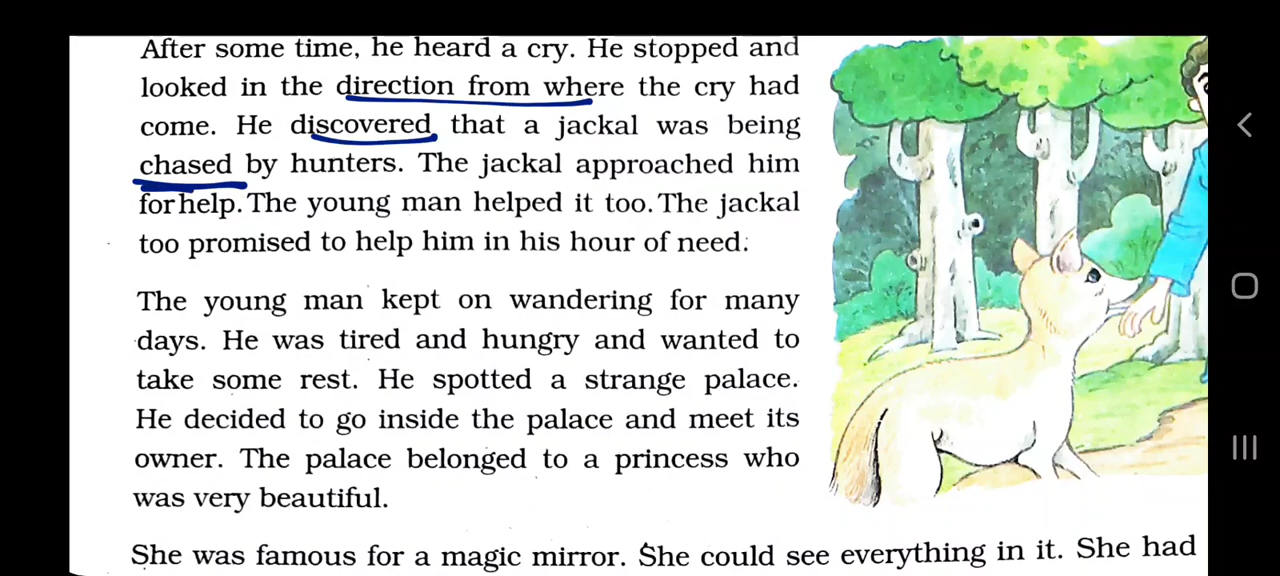 After some time, he heard a cry. He stopped and
looked in the direction from where the cry had
come. He discovered that a jackal was being
chased by hunters. The jackal approached him
for help. The young man helped it too. The jackal
too promised to help him in his hour of need.
The young man kept on wandering for many
days. He was tired and hungry and wanted to
take some rest. He spotted a strange palace.
He decided to go inside the palace and meet its
owner. The palace belonged to a princess who
was very beautiful.
She was famous for a magic mirror. She could see everything in it. She had